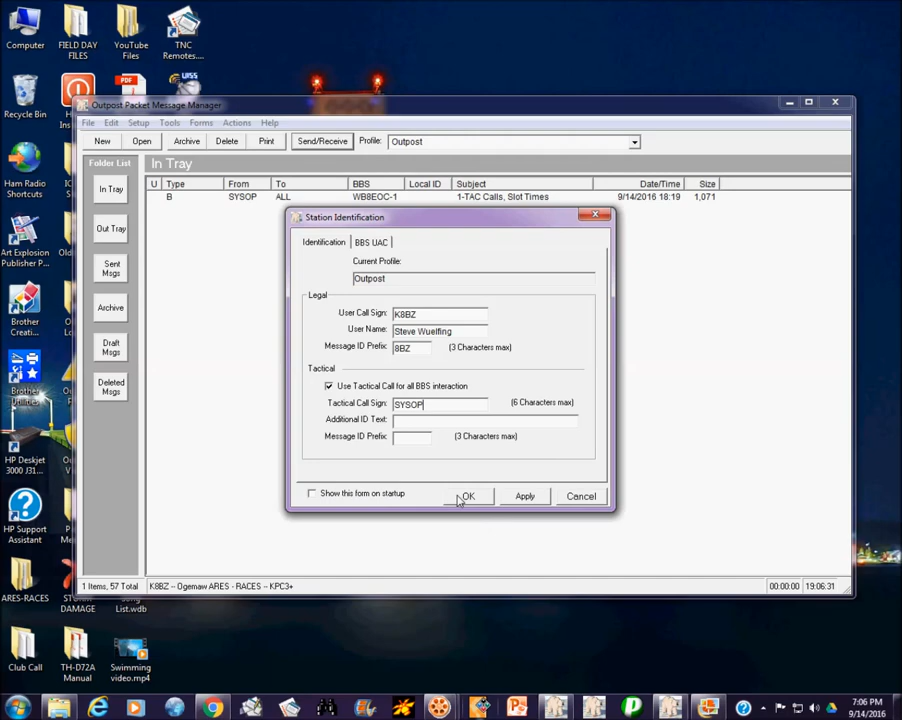 Computer
FIELD DAY
FILES
YouTube
Files
TNC
Remotes...
Recycle Bin
Ham Radio
Shortcuts
Art Explosion
Publisher P...
Brother
Creati...
Brother
Utilities
HP Deskjet
3000 J31...
HP Support
Assistant
ARES-RACES
DAMAGE
List.wdb
Club Call
TH-D72A
Manual
Swimming
video.mp4
PDF
UISS
Outpost Packet Message Manager
File Edit Setup Tools Forms Actions Help
New Open Archive Delete Print Send/Receive Profile: Outpost
Folder List
In Tray
In Tray
Out Tray
Sent
Msgs
Archive
Draft
Msgs
Deleted
Msgs
U Type From To BBS Local ID Subject Date/Time Size
B SYSOP ALL WB8EOC-1 1-TAC Calls, Slot Times 9/14/2016 18:19 1,071
Station Identification
Identification BBS UAC
Current Profile:
Outpost
Legal
User Call Sign: K8BZ
User Name: Steve Wuelfing
Message ID Prefix: 8BZ (3 Characters max)
Tactical
Use Tactical Call for all BBS interaction
Tactical Call Sign: SYSOP (6 Characters max)
Additional ID Text:
Message ID Prefix: (3 Characters max)
Show this form on startup OK Apply Cancel
1 Items, 57 Total K8BZ -- Ogemaw ARES - RACES -- KPC3+ 00:00:00 19:06:31
7:06 PM
9/14/2016